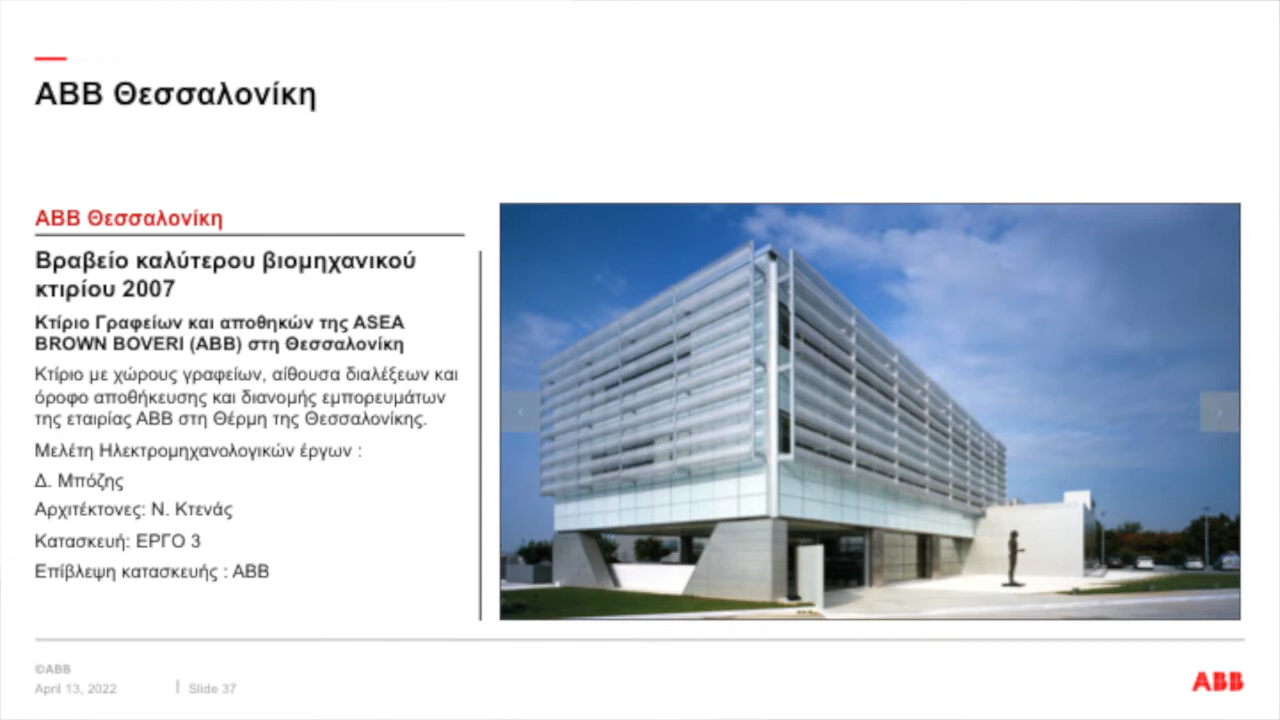 ABB Θεσσαλονίκη
ABB Θεσσαλονίκη
Βραβείο καλύτερου βιομηχανικού
κτιρίου 2007
Κτίριο Γραφείων και αποθηκών της ASEA
BROWN BOVERI (ABB) στη Θεσσαλονίκη
Κτίριο με χώρους γραφείων, αίθουσα διαλέξεων και
όροφο αποθήκευσης και διανομής εμπορευμάτων
της εταιρίας ABB στη Θέρμη της Θεσσαλονίκης.
Μελέτη Ηλεκτρομηχανολογικών έργων :
Δ. Μπόζης
Αρχιτέκτονες: Ν. Κτενάς
Κατασκευή: ΕΡΓΟ 3
Επίβλεψη κατασκευής : ABB
©ABB
April 13, 2022 | Slide 37
ABB